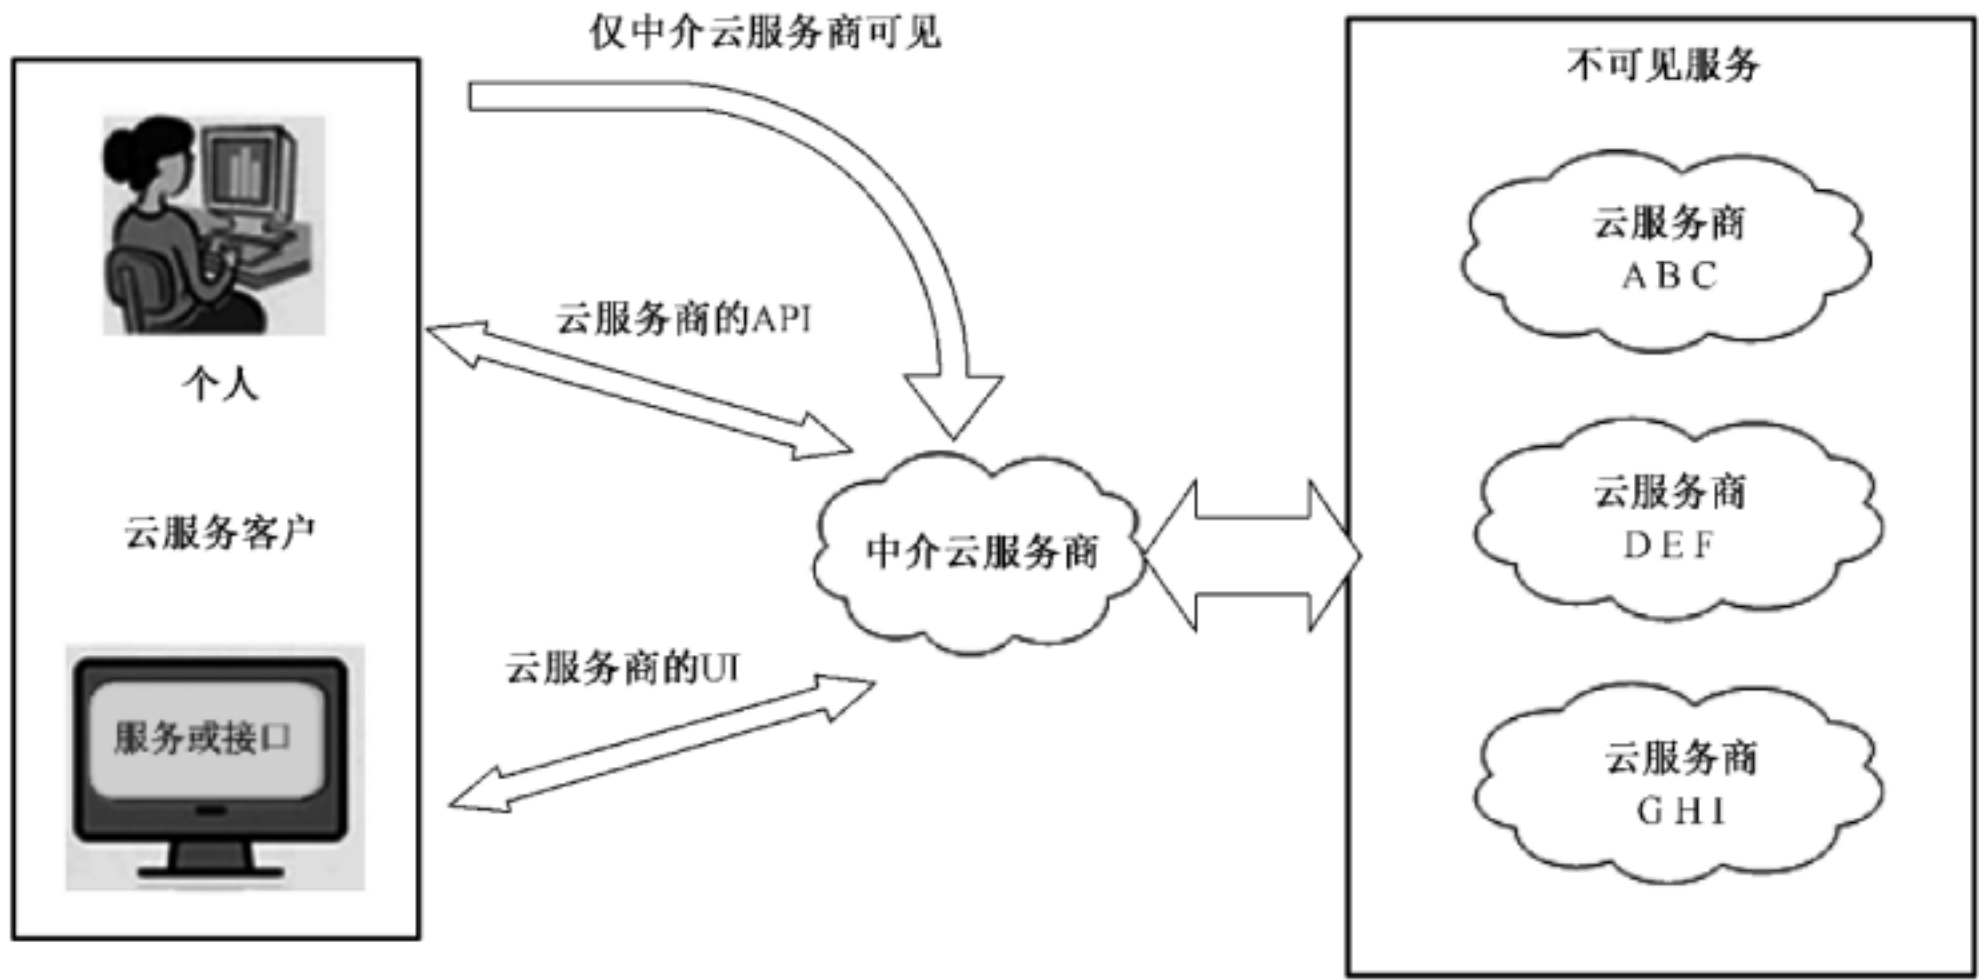 仅中介云服务商可见
个人
云服务客户
服务或接口
云服务商的API
中介云服务商
云服务商的UI
不可见服务
云服务商
A B C
云服务商
D E F
云服务商
G H I